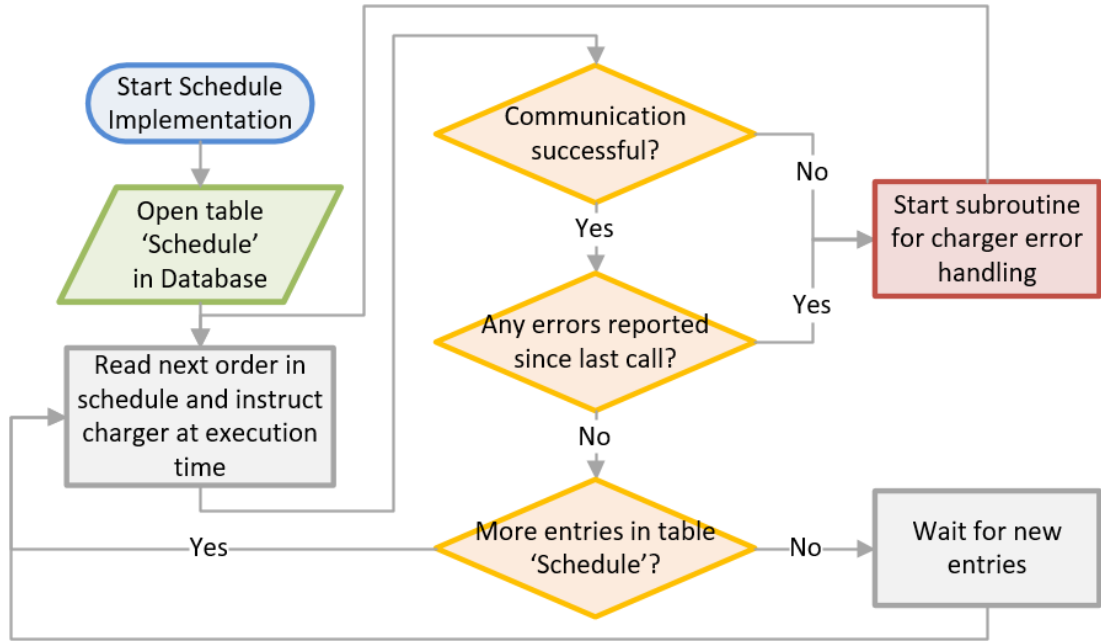 Start Schedule
Implementation
Open table
‘Schedule’
in Database
Read next order in
schedule and instruct
charger at execution
time
Communication
successful?
No
Yes
Start subroutine
for charger error
handling
Any errors reported
since last call?
Yes
No
More entries in table
‘Schedule’?
Yes
No
Wait for new
entries